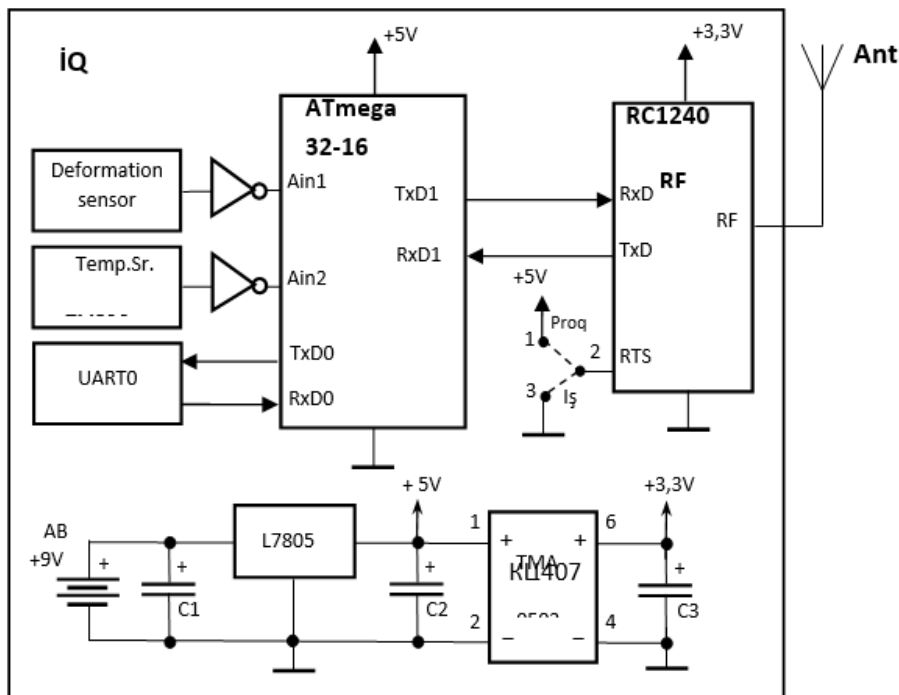 İQ
+5V
+3,3V
Ant
ATmega
32-16
RC1240
RF
Deformation
sensor
Ain1
TxD1
RxD
RF
Temp.Sr.
Ain2
RxD1
TxD
+5V
Proq
1
2
RTS
3
Iş
UART0
TxD0
RxD0
+ 5V
+3,3V
AB
+9V
+
L7805
+
C1
C2
1
6
+
+
TMA
КЦ407
2
4
–
–
+
C3